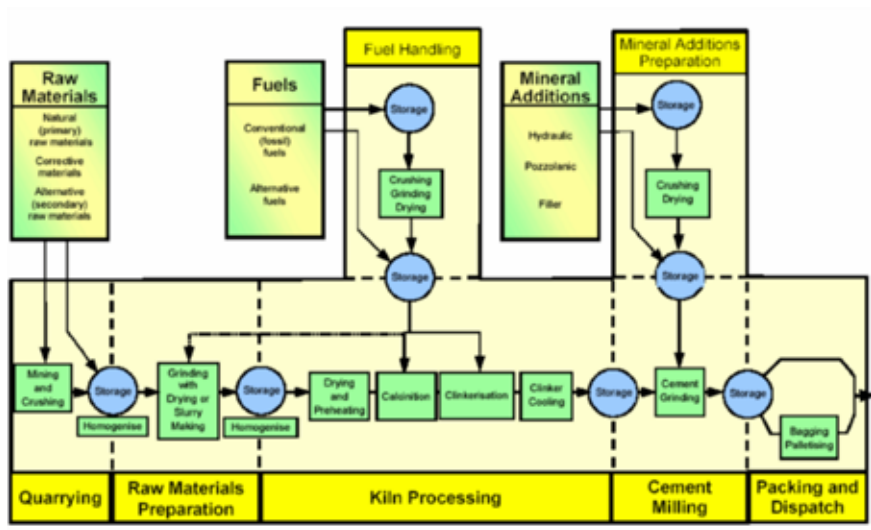 Fuel Handling
Mineral Additions
Preparation
Raw
Materials
Natural
(primary)
raw materials
Corrective
materials
Alternative
(secondary)
raw materials
Fuels
Conventional
(fossil)
fuels
Alternative
fuels
Storage
Crushing
Grinding
Drying
Storage
Mineral
Additions
Hydraulic
Pozzolanic
Filler
Storage
Crushing
Drying
Storage
Mining
and
Crushing
Storage
Homogenise
Grinding
with
Drying or
Slurry
Making
Storage
Homogenise
Drying
and
Preheating
Calcinition
Clinkerisation
Clinker
Cooling
Storage
Cement
Grinding
Storage
Bagging
Palletising
Quarrying
Raw Materials
Preparation
Kiln Processing
Cement
Milling
Packing and
Dispatch